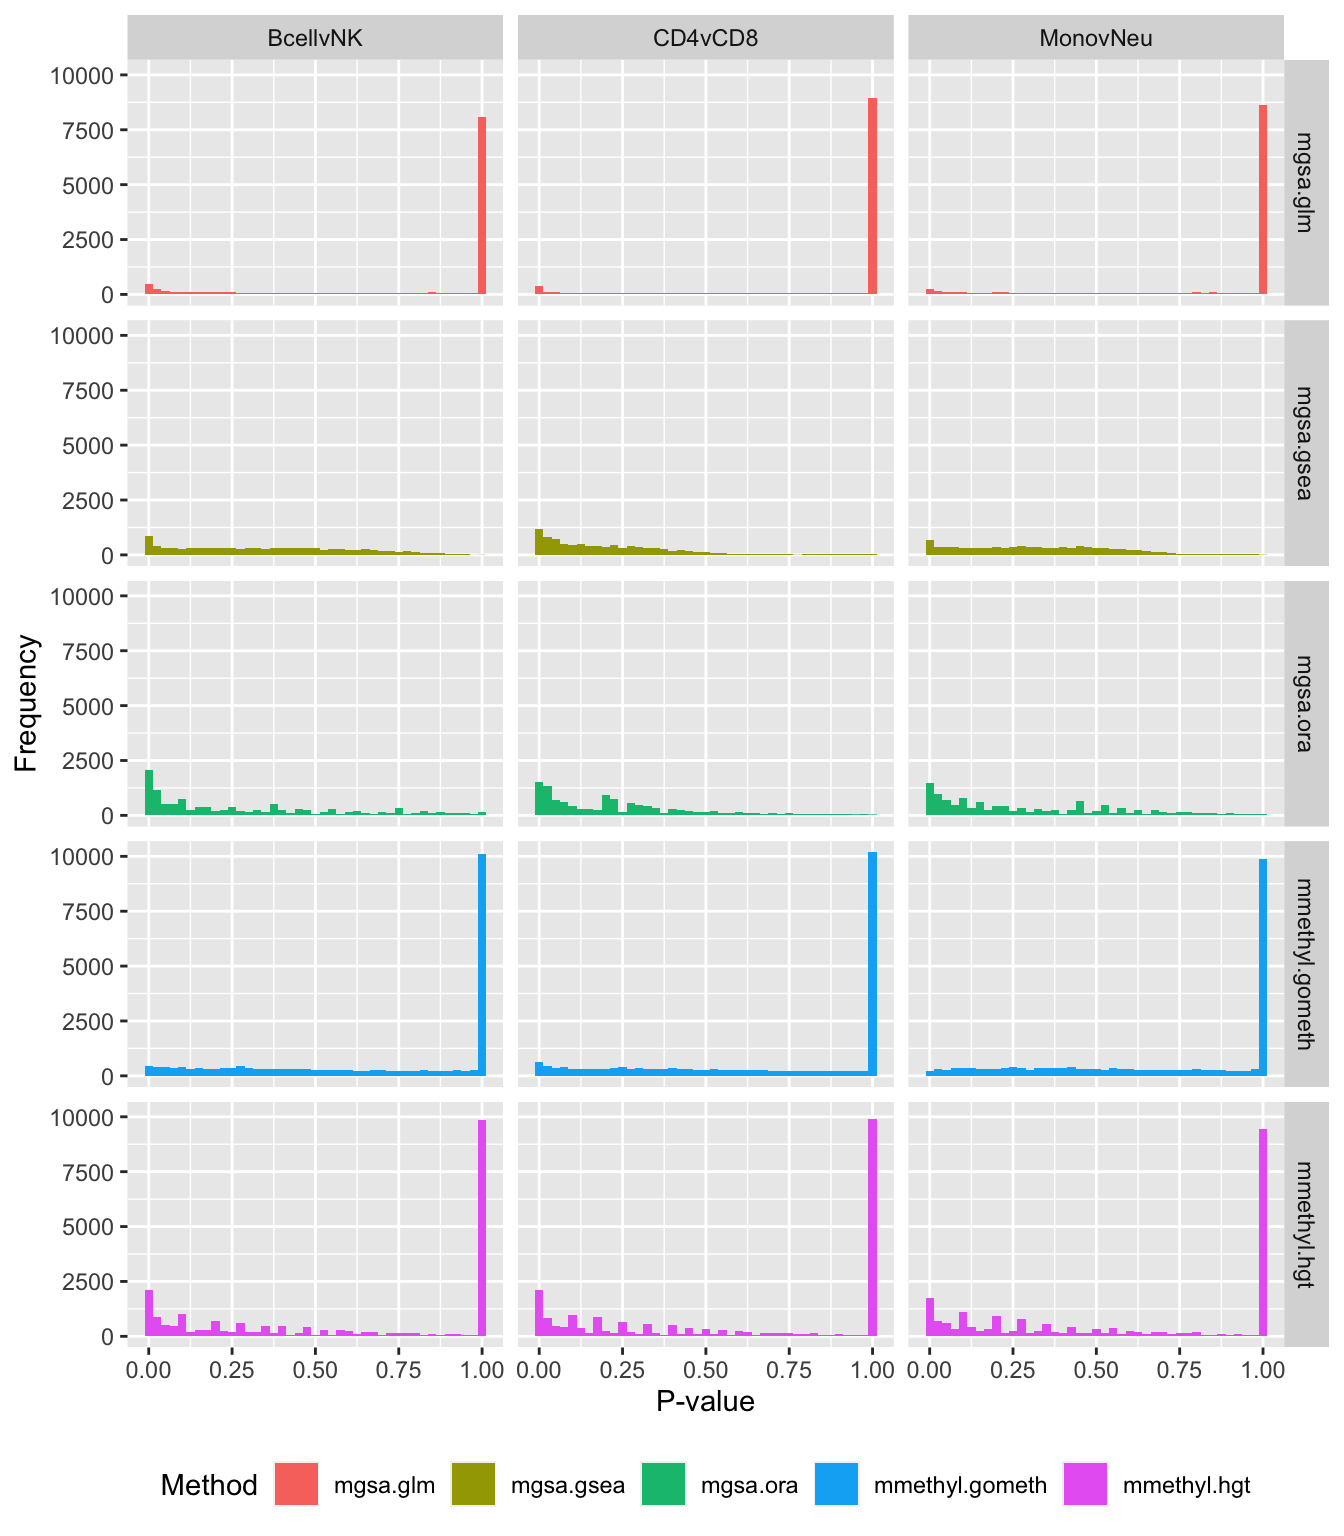 BcellvNK CD4vCD8 MonovNeu
10000
7500
5000
2500
0
mgsa.glm
10000
7500
5000
2500
0
mgsa.gsea
10000
7500
5000
2500
0
mgsa.ora
Frequency
10000
7500
5000
2500
0
mmethyl.gometh
10000
7500
5000
2500
0
mmethyl.hgt
0.00 0.25 0.50 0.75 1.00 0.00 0.25 0.50 0.75 1.00 0.00 0.25 0.50 0.75 1.00
P-value
Method mgsa.glm mgsa.gsea mgsa.ora mmethyl.gometh mmethyl.hgt